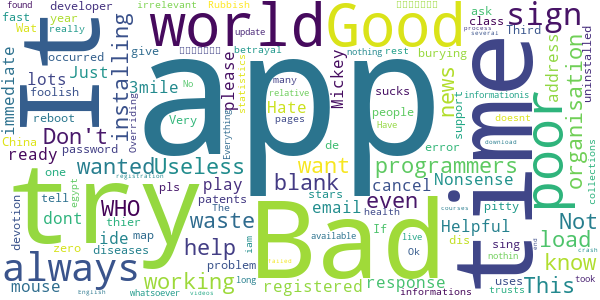 app
Bad
try
It
time
world
Good
sign
poor
always
This
Don't
3mile
Just
lots
immediate
foolish
year
developer
fast
found
Wat
really
occurred
irrelevant
Rubbish
give
update
betrayal
nothing
rest
ask
class
Third
process
several
many
relative
pages
No
statistics
Everything
please
Overriding
installing
Hate
Mickey
news
burying
sucks
people
support
address
organisation
uninstalled
informationis
doesnt
error
download
collections
China
reboot
password
Very
ready
one
registration
wanted
Useless
want
programmers
de
blank
cancel
Nonsense
Have
pls
play
stars
even
pitty
courses
Not
load
know
devotion
tell
egypt
dont
WHO
patents
thier
The
waste
email
health
If
Helpful
dis
sing
nothin
zero
map
ide
diseases
iam
help
problem
available
live
Ok
uses
trusts
took
crash
end
mouse
whatsoever
working
long
registered
failed
response
informations
English
videos